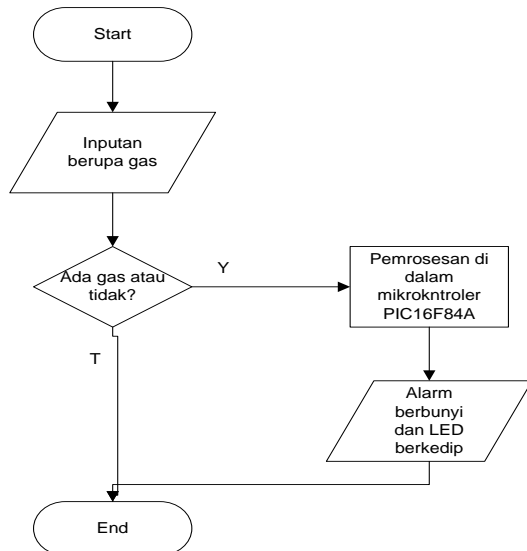 Start
Inputan
berupa gas
Ada gas atau
tidak?
Y
Pemrosesan di
dalam
mikrokntroler
PIC16F84A
T
Alarm
berbunyi
dan LED
berkedip
End